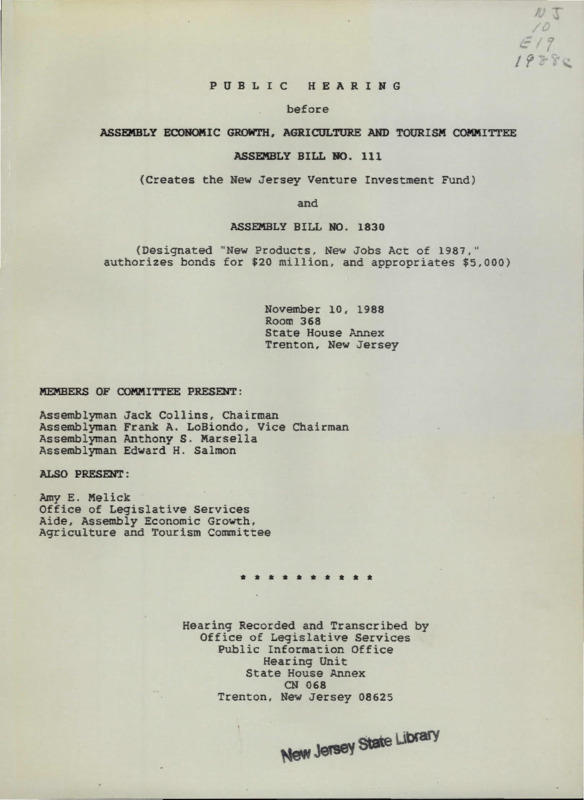 NJ
10
E19
1988c
PUBLIC HEARING
before
ASSEMBLY ECONOMIC GROWTH, AGRICULTURE AND TOURISM COMMITTEE
ASSEMBLY BILL NO. 111
(Creates the New Jersey Venture Investment Fund)
and
ASSEMBLY BILL NO. 1830
(Designated "New Products, New Jobs Act of 1987,"
authorizes bonds for $20 million, and appropriates $5,000)
November 10, 1988
Room 368
State House Annex
Trenton, New Jersey
MEMBERS OF COMMITTEE PRESENT:
Assemblyman Jack Collins, Chairman
Assemblyman Frank A. LoBiondo, Vice Chairman
Assemblyman Anthony S. Marsella
Assemblyman Edward H. Salmon
ALSO PRESENT:
Amy E. Melick
Office of Legislative Services
Aide, Assembly Economic Growth,
Agriculture and Tourism Committee
* * * * * * * * * *
Hearing Recorded and Transcribed by
Office of Legislative Services
Public Information Office
Hearing Unit
State House Annex
CN 068
Trenton, New Jersey 08625
New Jersey State Library